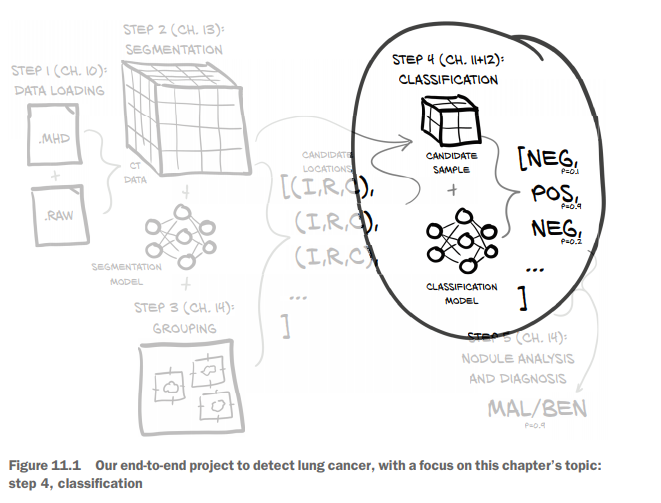 STEP 1 (CH. 10):
DATA LOADING
.MHD
+
.RAW
STEP 2 (CH. 13):
SEGMENTATION
CT
DATA
SEGMENTATION
MODEL
+
STEP 3 (CH. 14):
GROUPING
CANDIDATE
LOCATIONS
[(I,R,C),
(I,R,C),
(I,R,C)
...
]
STEP 4 (CH. 11+12):
CLASSIFICATION
CANDIDATE
SAMPLE
+
CLASSIFICATION
MODEL
[NEG,
P=0.1
POS,
P=0.9
NEG,
P=0.2
...
]
STEP 5 (CH. 14):
NODULE ANALYSIS
AND DIAGNOSIS
MAL/BEN
P=0.9
Figure 11.1 Our end-to-end project to detect lung cancer, with a focus on this chapter's topic:
step 4, classification